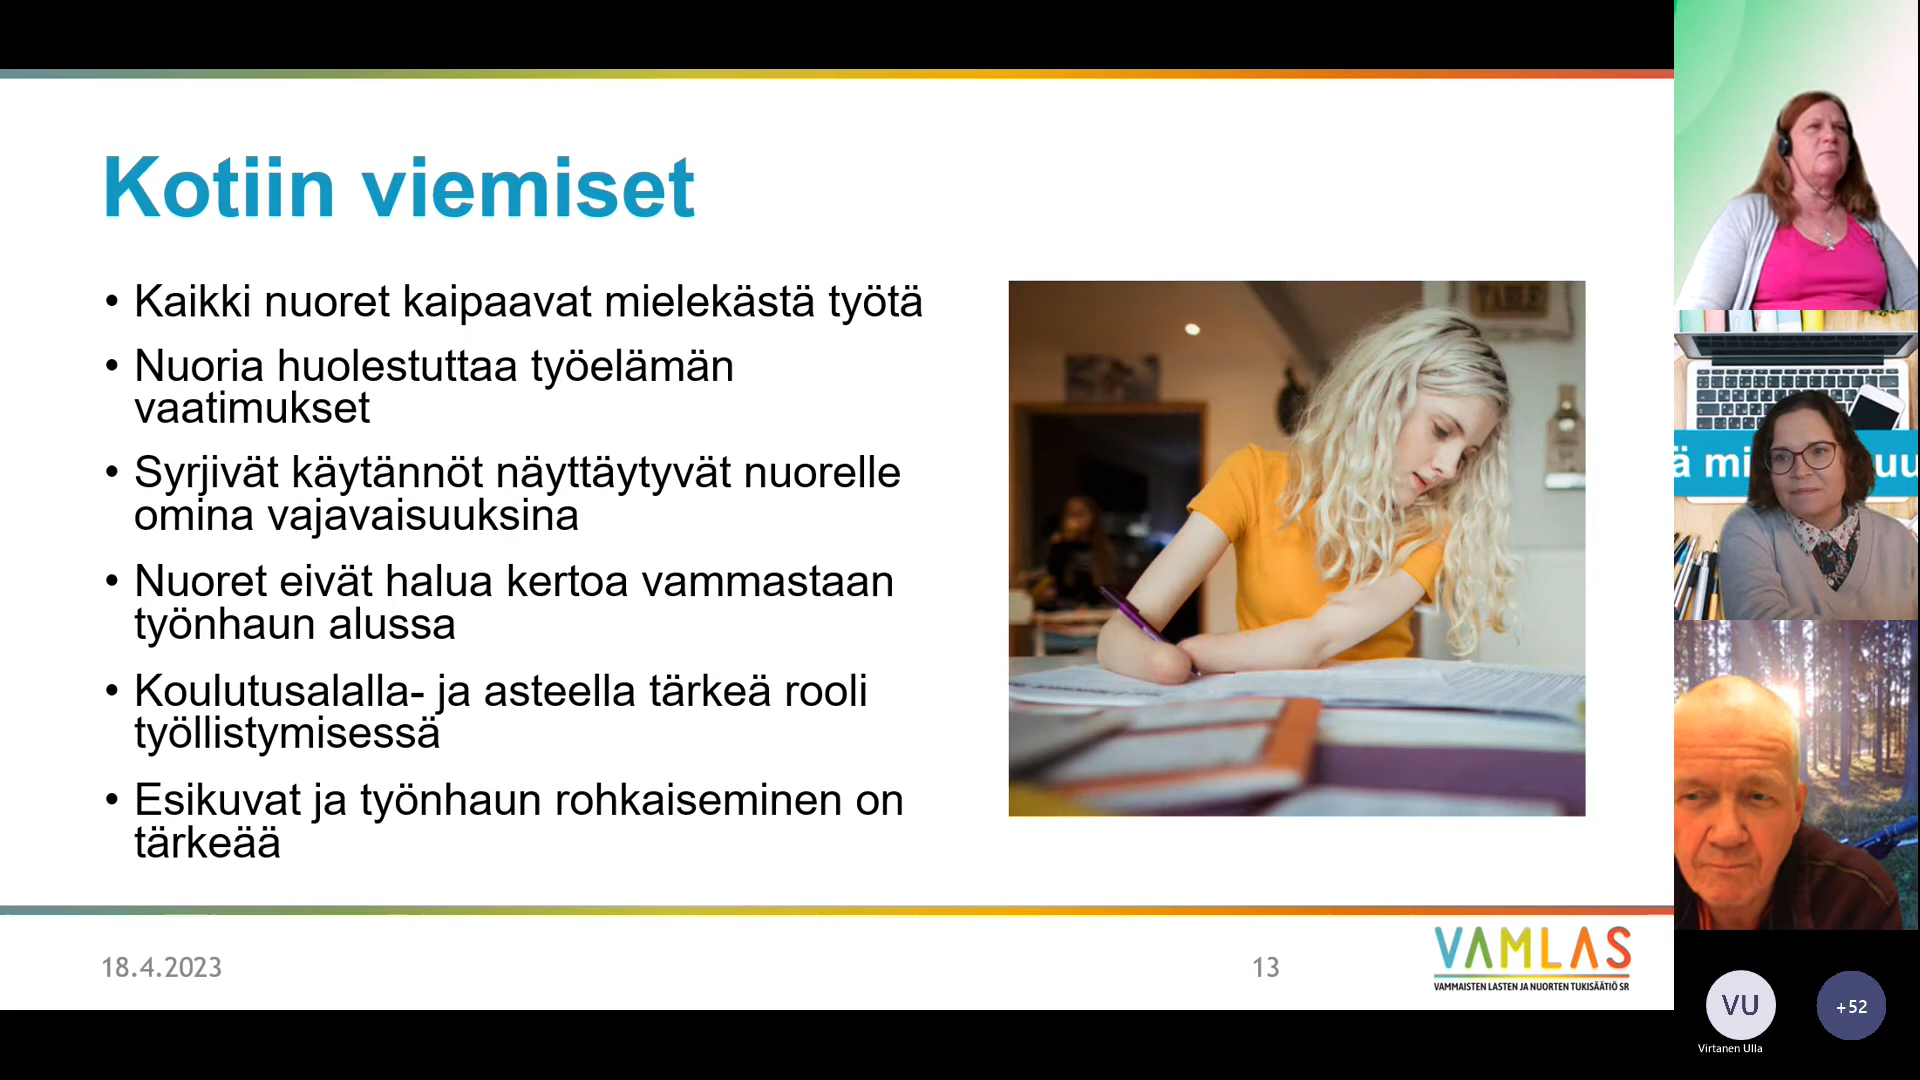 Kotiin viemiset
• Kaikki nuoret kaipaavat mielekästä työtä
• Nuoria huolestuttaa työelämän
vaatimukset
• Syrjivät käytännöt näyttäytyvät nuorelle
omina vajavaisuuksina
• Nuoret eivät halua kertoa vammastaan
työnhaun alussa
• Koulutusalalla- ja asteella tärkeä rooli
työllistymisessä
• Esikuvat ja työnhaun rohkaiseminen on
tärkeää
TABLE
18.4.2023
13
VAMLAS
VAMMAISTEN LASTEN JA NUORTEN TUKISÄÄTIÖ SR
VU
+52
Virtanen Ulla